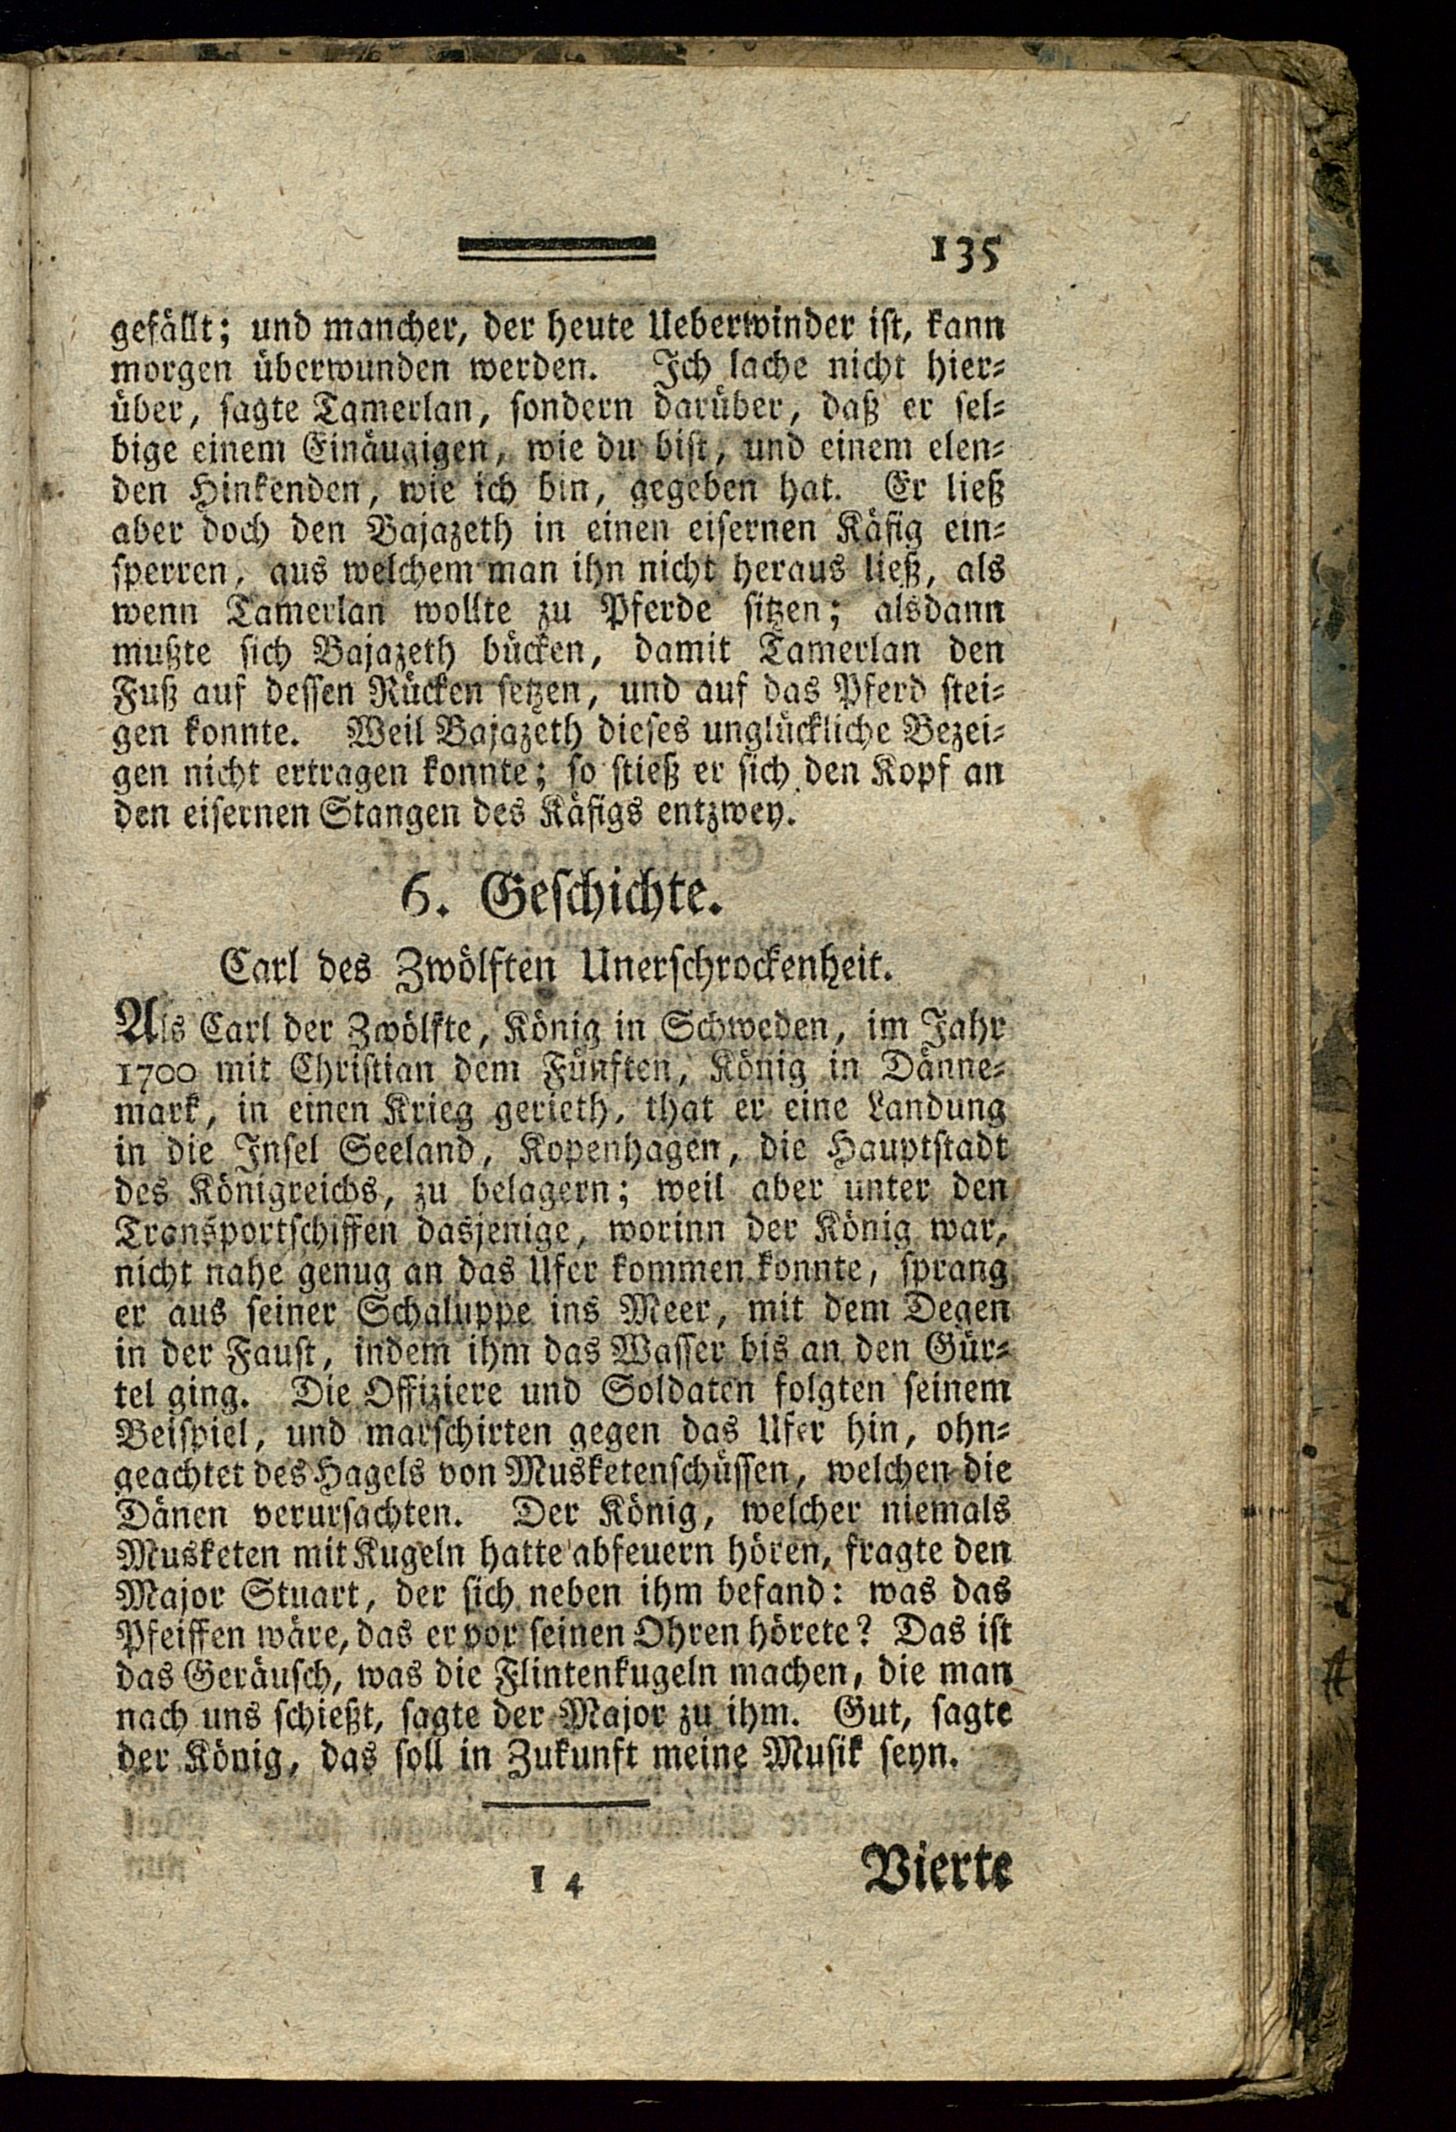 135
gefällt; und mancher, der heute Ueberwinder ist, kann
morgen überwunden werden. Ich lache nicht hier-
über, sagte Tamerlan, sondern darüber, daß er sel-
bige einem Einäugigen, wie du bist, und einem elen-
den Hinkenden, wie ich bin, gegeben hat. Er ließ
aber doch den Bajazeth in einen eisernen Käfig ein-
sperren, aus welchem man ihn nicht heraus ließ, als
wenn Tamerlan wollte zu Pferde sitzen; alsdann
mußte sich Bajazeth bücken, damit Tamerlan den
Fuß auf dessen Rücken setzen, und auf das Pferd stei-
gen konnte. Weil Bajazeth dieses unglückliche Bezei-
gen nicht ertragen konnte; so stieß er sich den Kopf an
den eisernen Stangen des Käfigs entzwey.
6. Geschichte.
Carl des Zwölften Unerschrockenheit.
Als Carl der Zwölfte, König in Schweden, im Jahr
1700 mit Christian dem Fünften, König in Dänne-
mark, in einen Krieg gerieth, that er eine Landung
in die Insel Seeland, Kopenhagen, die Hauptstadt
des Königreichs, zu belagern; weil aber unter den
Transportschiffen dasjenige, worinn der König war,
nicht nahe genug an das Ufer kommen konnte, sprang
er aus seiner Schaluppe ins Meer, mit dem Degen
in der Faust, indem ihm das Wasser bis an den Gür-
tel ging. Die Offiziere und Soldaten folgten seinem
Beispiel, und marschirten gegen das Ufer hin, ohn-
geachtet des Hagels von Musketenschüssen, welchen die
Dänen verursachten. Der König, welcher niemals
Musketen mit Kugeln hatte abfeuern hören, fragte den
Major Stuart, der sich neben ihm befand: was das
Pfeiffen wäre, das er vor seinen Ohren hörete? Das ist
das Geräusch, was die Flintenkugeln machen, die man
nach uns schießt, sagte der Major zu ihm. Gut, sagte
der König, das soll in Zukunft meine Musik seyn.
I 4 Vierte